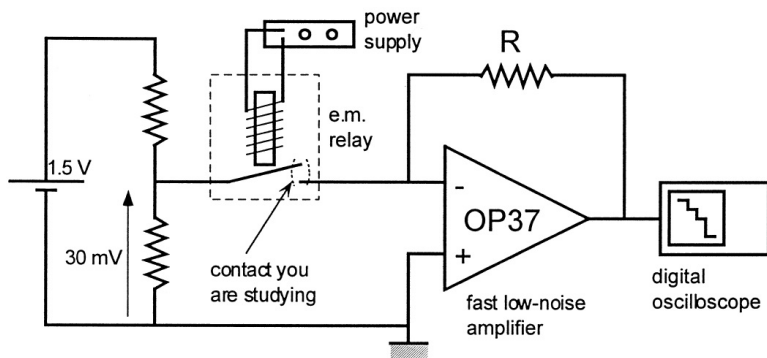 power
supply
R
e.m.
relay
1.5 V
-
OP37
+
30 mV
contact you
are studying
fast low-noise
amplifier
digital
oscilloscope